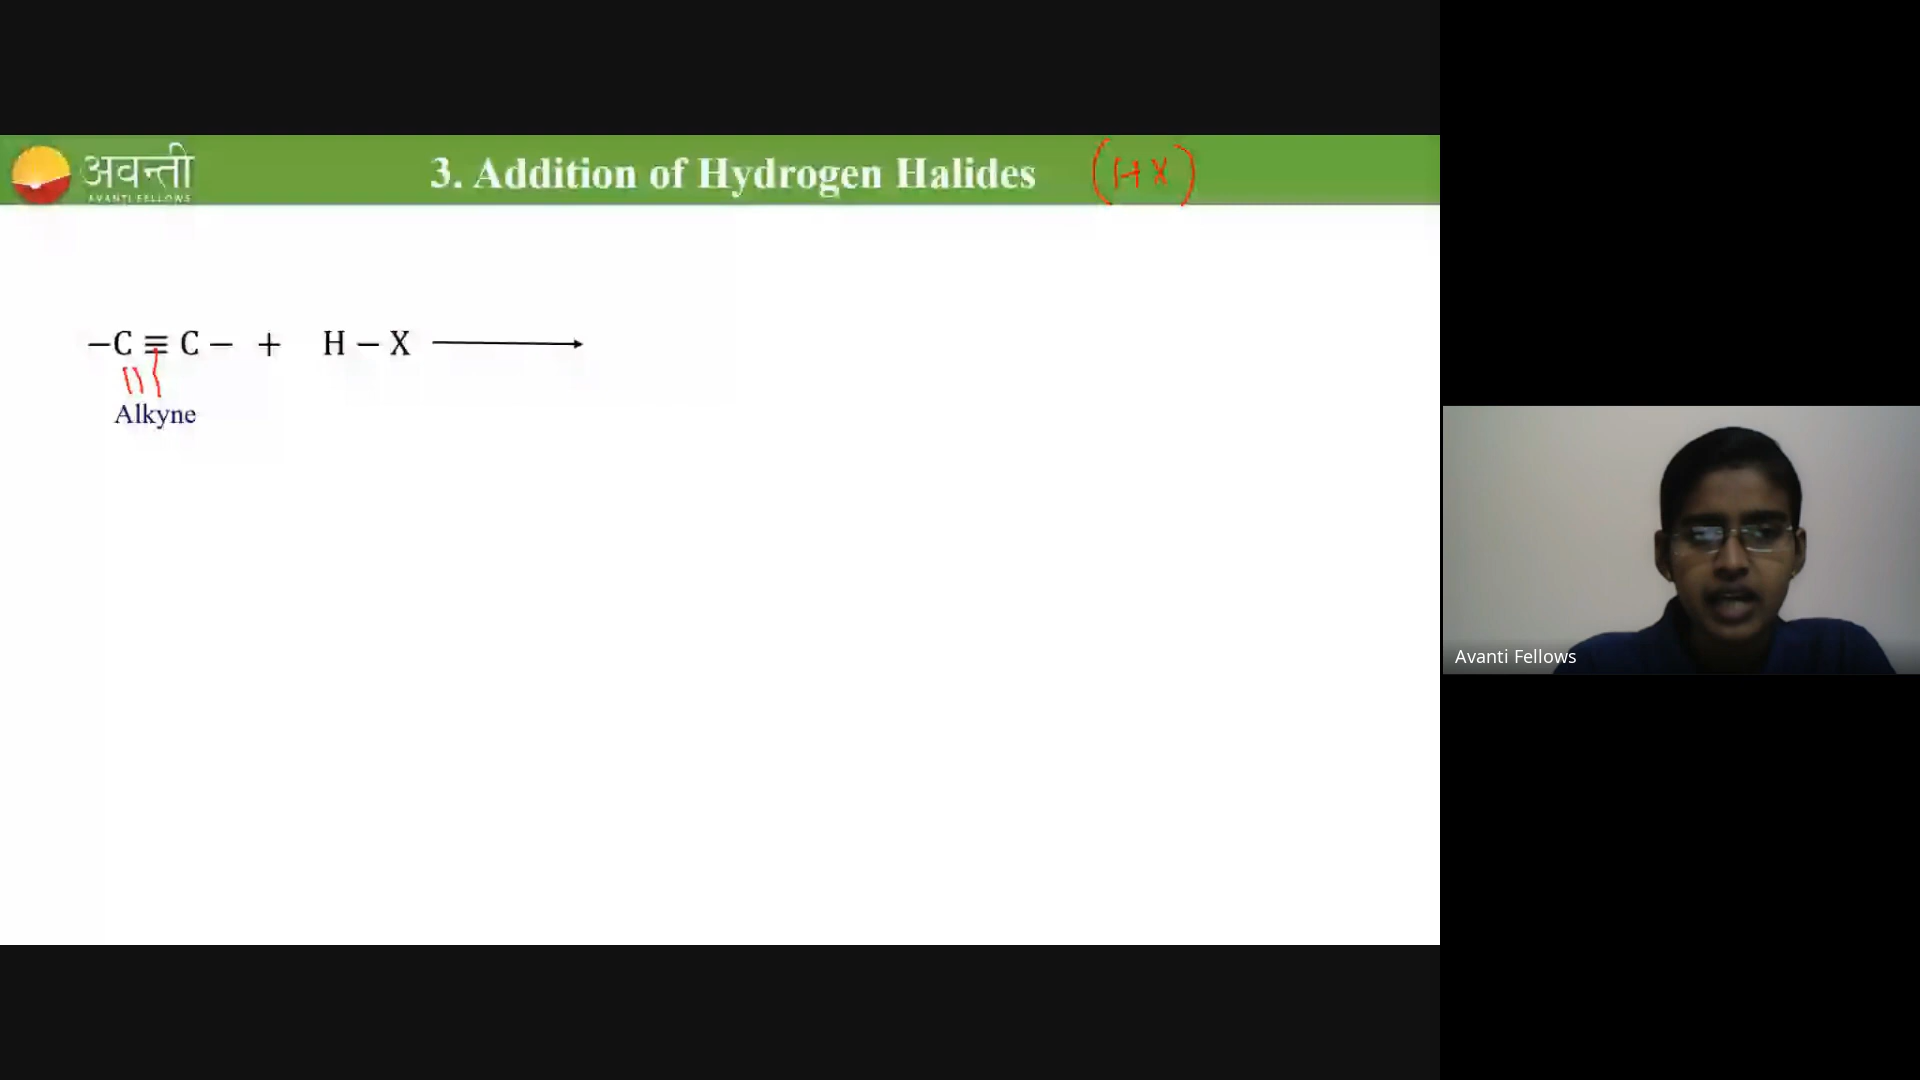 अवन्ती
AVANTI FELLOWS
3. Addition of Hydrogen Halides (HX)
−C ≡ C − + H − X ⟶
Alkyne
Avanti Fellows